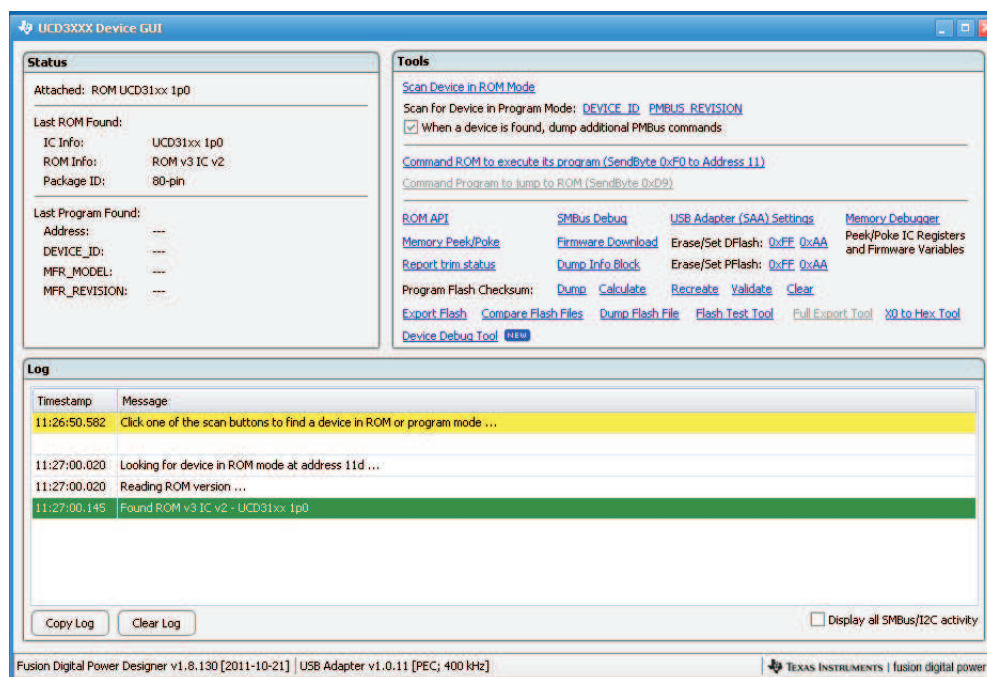 UCD3XXX Device GUI
Status
Attached: ROM UCD31xx 1p0
Last ROM Found:
IC Info: UCD31xx 1p0
ROM Info: ROM v3 IC v2
Package ID: 80-pin
Last Program Found:
Address: ---
DEVICE_ID: ---
MFR_MODEL: ---
MFR_REVISION: ---
Tools
Scan Device in ROM Mode
Scan for Device in Program Mode: DEVICE_ID PMBUS_REVISION
When a device is found, dump additional PMBus commands
Command ROM to execute its program (SendByte 0xF0 to Address 11)
Command Program to jump to ROM (SendByte 0xD9)
ROM API SMBus Debug USB Adapter (SAA) Settings Memory Debugger
Memory Peek/Poke Firmware Download Erase/Set DFlash: 0xFF 0xAA Peek/Poke IC Registers
and Firmware Variables
Report trim status Dump Info Block Erase/Set PFlash: 0xFF 0xAA
Program Flash Checksum: Dump Calculate Recreate Validate Clear
Export Flash Compare Flash Files Dump Flash File Flash Test Tool Full Export Tool X0 to Hex Tool
Device Debug Tool NEW
Log
Timestamp Message
11:26:50.582 Click one of the scan buttons to find a device in ROM or program mode ...
11:27:00.020 Looking for device in ROM mode at address 11d ...
11:27:00.020 Reading ROM version ...
11:27:00.145 Found ROM v3 IC v2 - UCD31xx 1p0
Copy Log Clear Log Display all SMBus/I2C activity
Fusion Digital Power Designer v1.8.130 [2011-10-21] USB Adapter v1.0.11 [PEC; 400 kHz] TEXAS INSTRUMENTS | fusion digital power